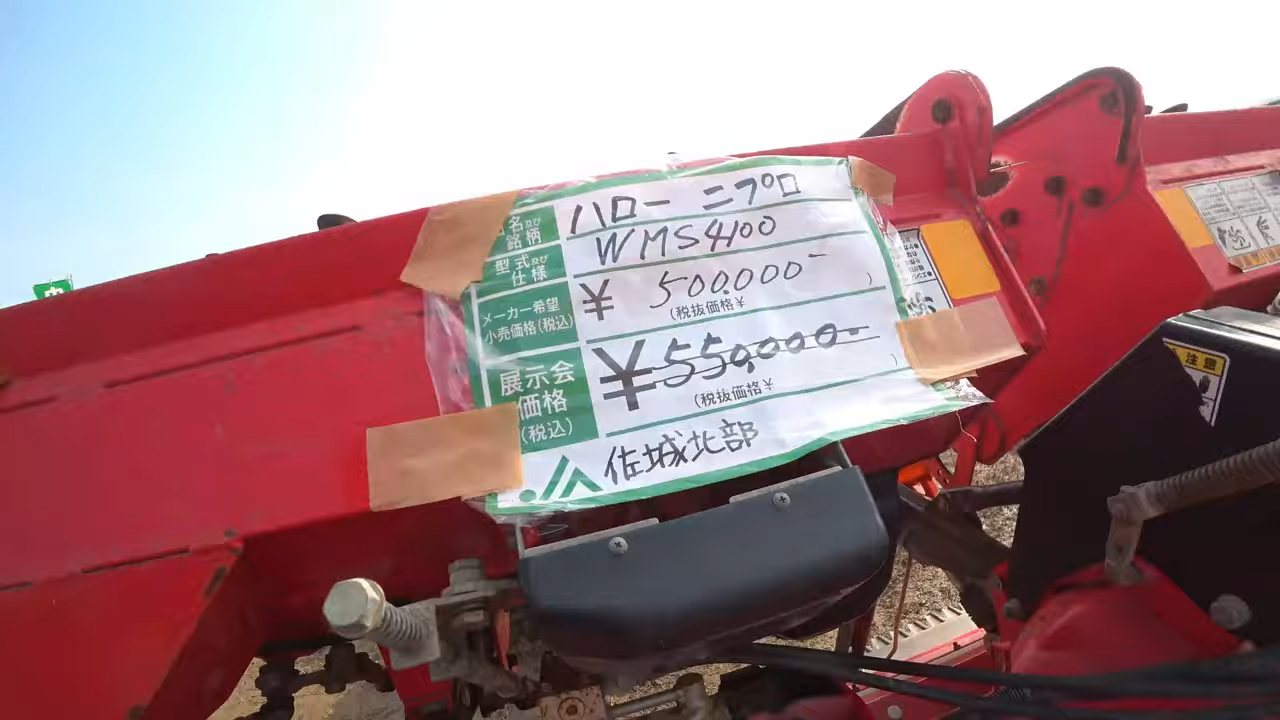 名及び ハロー ニプロ
銘柄
型式及び WMS4100
仕様
メーカー希望 ¥ 500.000-
小売価格(税込) (税抜価格¥ )
展示会 ¥550,000-
価格
(税込) (税抜価格¥ )
JA 佐城北部
注意